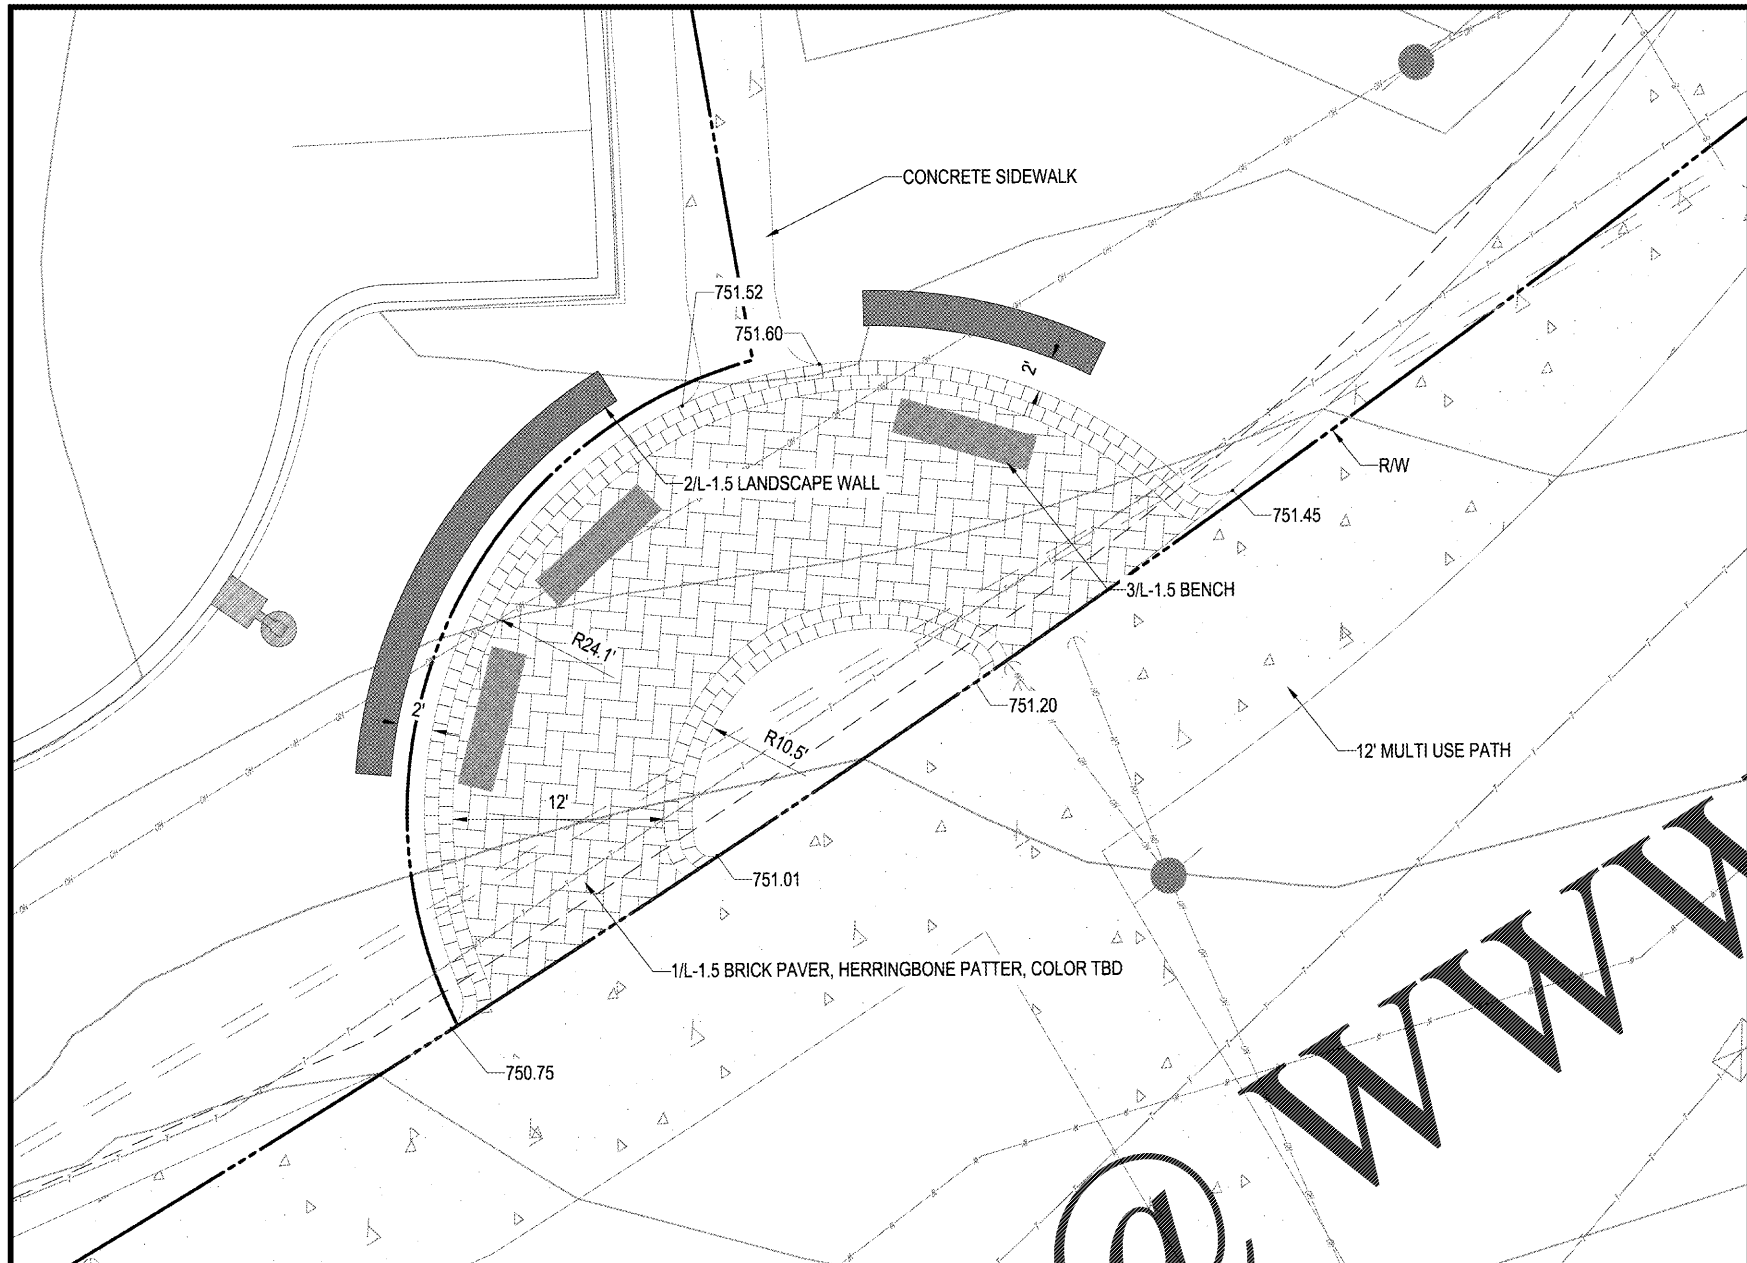 CONCRETE SIDEWALK
751.52
751.60
2'
2/L-1.5 LANDSCAPE WALL
R/W
751.45
3/L-1.5 BENCH
R24.1'
2'
751.20
R10.5'
12' MULTI USE PATH
12'
751.01
1/L-1.5 BRICK PAVER, HERRINGBONE PATTER, COLOR TBD
750.75
@ WWW